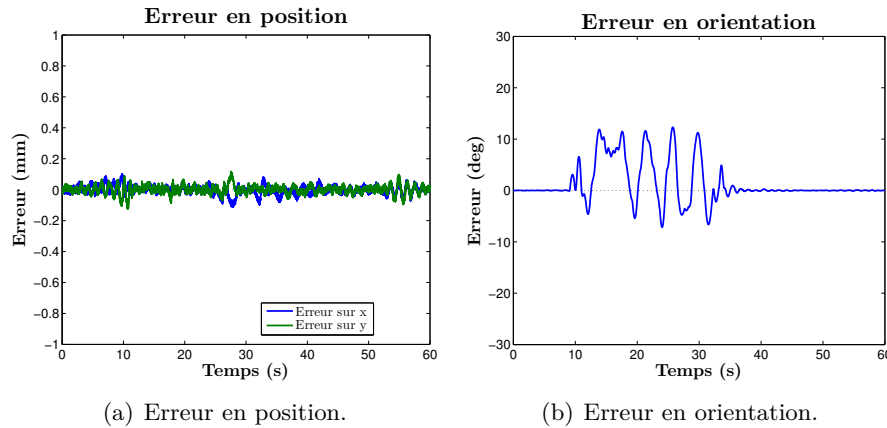 Erreur en position
1
0.8
0.6
0.4
0.2
0
−0.2
−0.4
−0.6
−0.8
−1
Erreur (mm)
0 10 20 30 40 50 60
Temps (s)
Erreur sur x
Erreur sur y
(a) Erreur en position.
Erreur en orientation
30
20
10
0
−10
−20
−30
Erreur (deg)
0 10 20 30 40 50 60
Temps (s)
(b) Erreur en orientation.